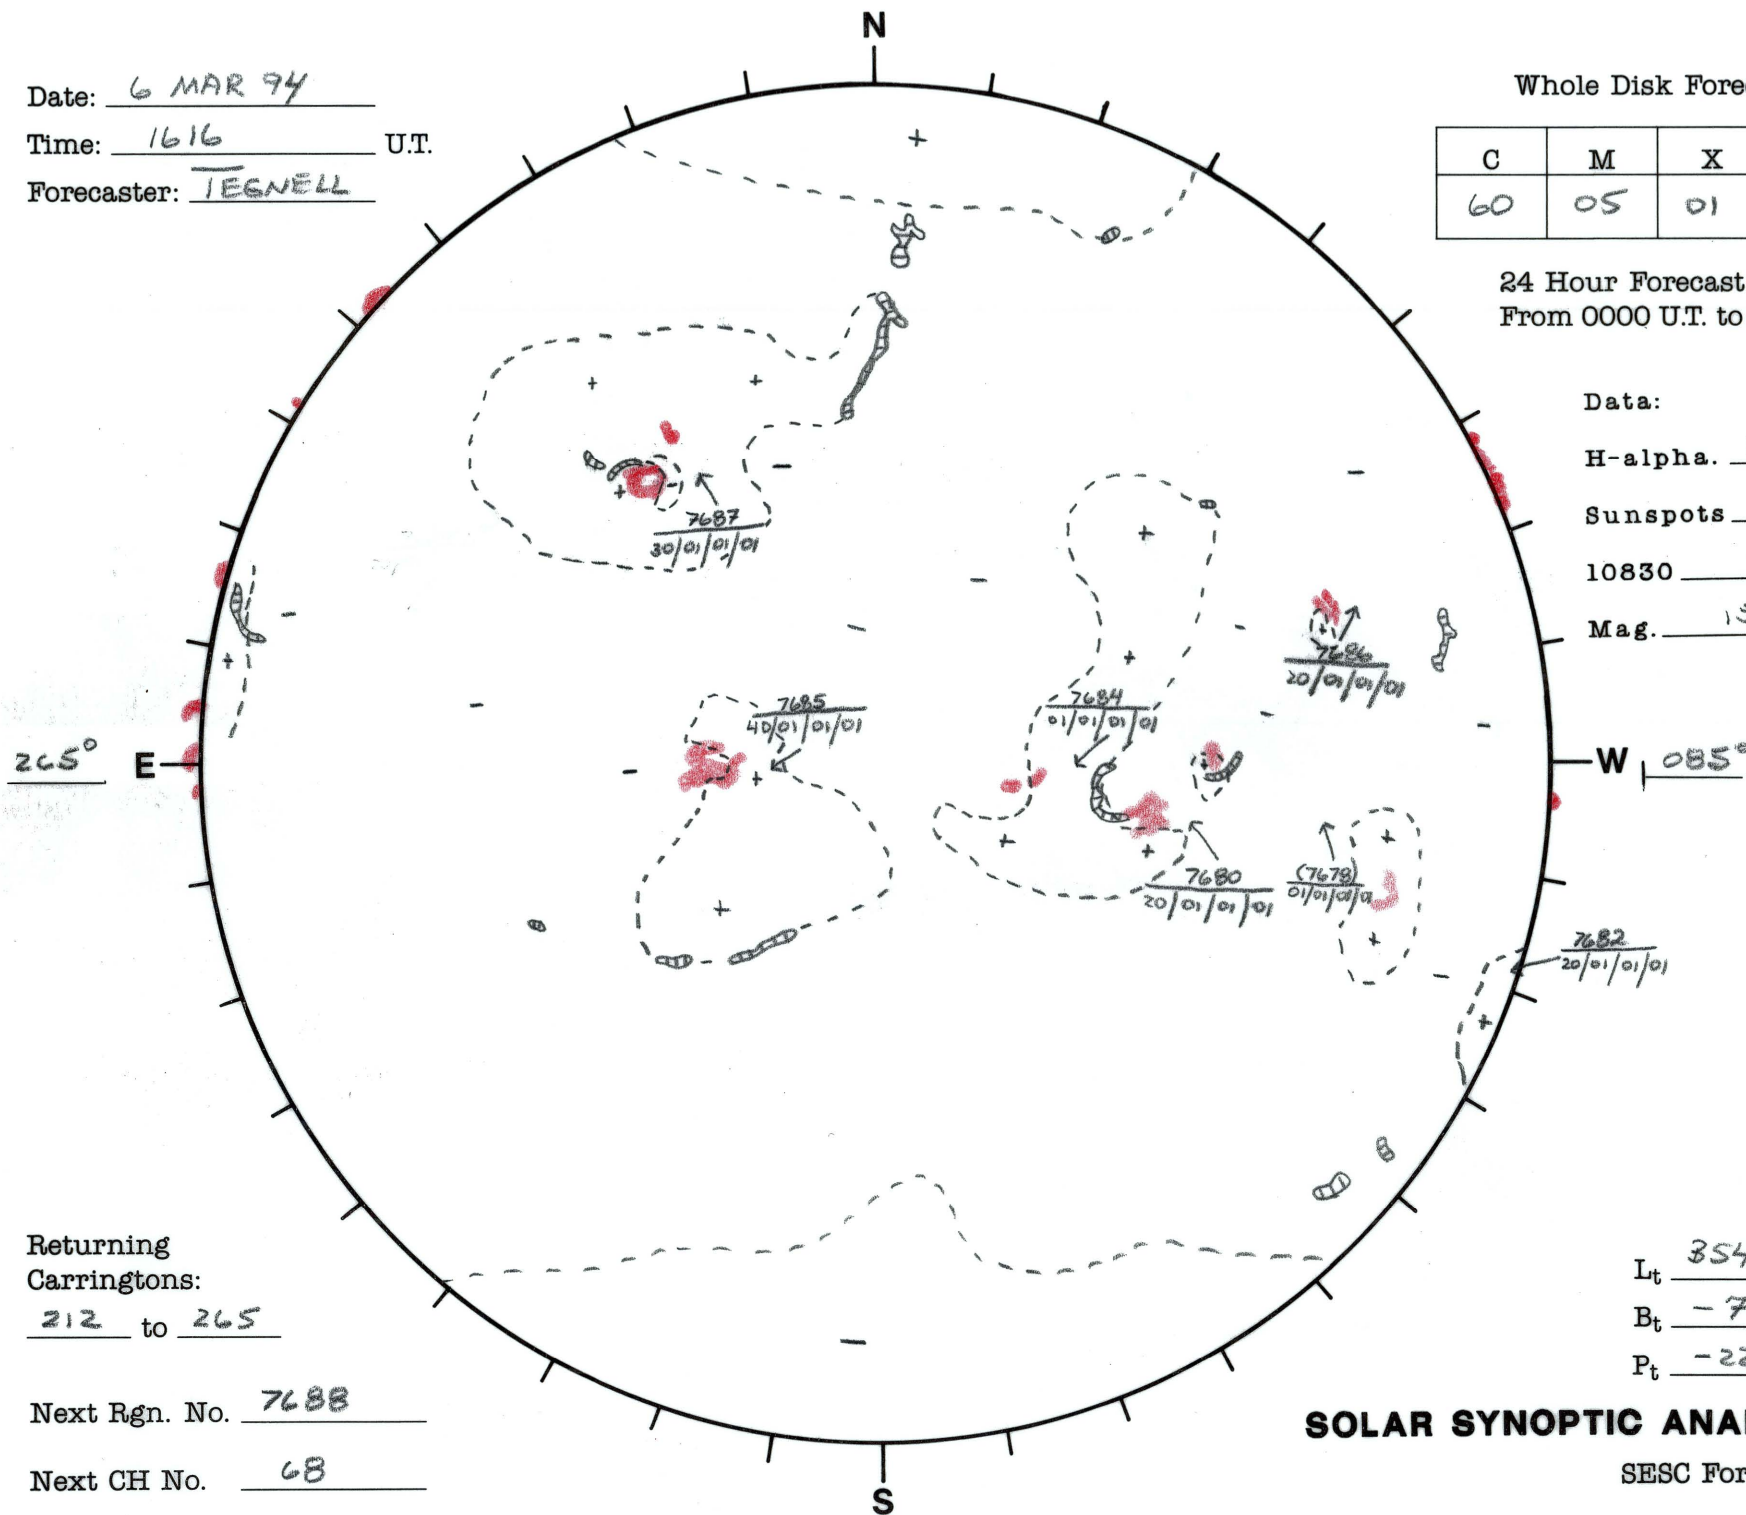 N
Date: 6 MAR 94
Time: 1616 U.T.
Forecaster: TEGNELL
Whole Disk Fore
C M X
60 05 01
24 Hour Forecast
From 0000 U.T. to
Data:
H-alpha.
Sunspots
10830
Mag.
7687
30/01/01/01
7686
20/01/01/01
7685
40/01/01/01
7684
01/01/01/01
265° E
W 085°
7680
20/01/01/01
(7678)
01/01/01/01
7682
20/01/01/01
Returning
Carringtons:
212 to 265
Next Rgn. No. 7688
Next CH No. 68
Lt 354
Bt -7
Pt -22
SOLAR SYNOPTIC ANA
SESC For
S